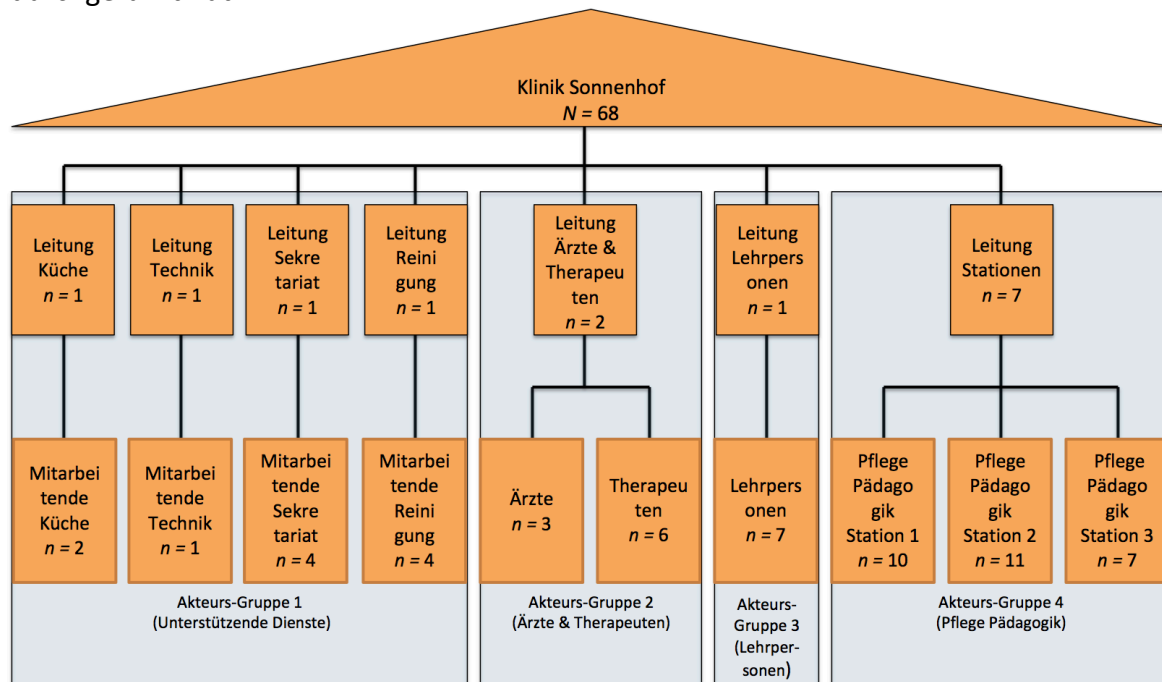 Klinik Sonnenhof
N = 68
Leitung
Küche
n = 1
Leitung
Technik
n = 1
Leitung
Sekre
tariat
n = 1
Leitung
Reini
gung
n = 1
Leitung
Ärzte &
Therapeu
ten
n = 2
Leitung
Lehrpers
onen
n = 1
Leitung
Stationen
n = 7
Mitarbei
tende
Küche
n = 2
Mitarbei
tende
Technik
n = 1
Mitarbei
tende
Sekre
tariat
n = 4
Mitarbei
tende
Reini
gung
n = 4
Ärzte
n = 3
Therapeu
ten
n = 6
Lehrpers
onen
n = 7
Pflege
Pädago
gik
Station 1
n = 10
Pflege
Pädago
gik
Station 2
n = 11
Pflege
Pädago
gik
Station 3
n = 7
Akteurs-Gruppe 1
(Unterstützende Dienste)
Akteurs-Gruppe 2
(Ärzte & Therapeuten)
Akteurs-
Gruppe 3
(Lehrper-
sonen)
Akteurs-Gruppe 4
(Pflege Pädagogik)